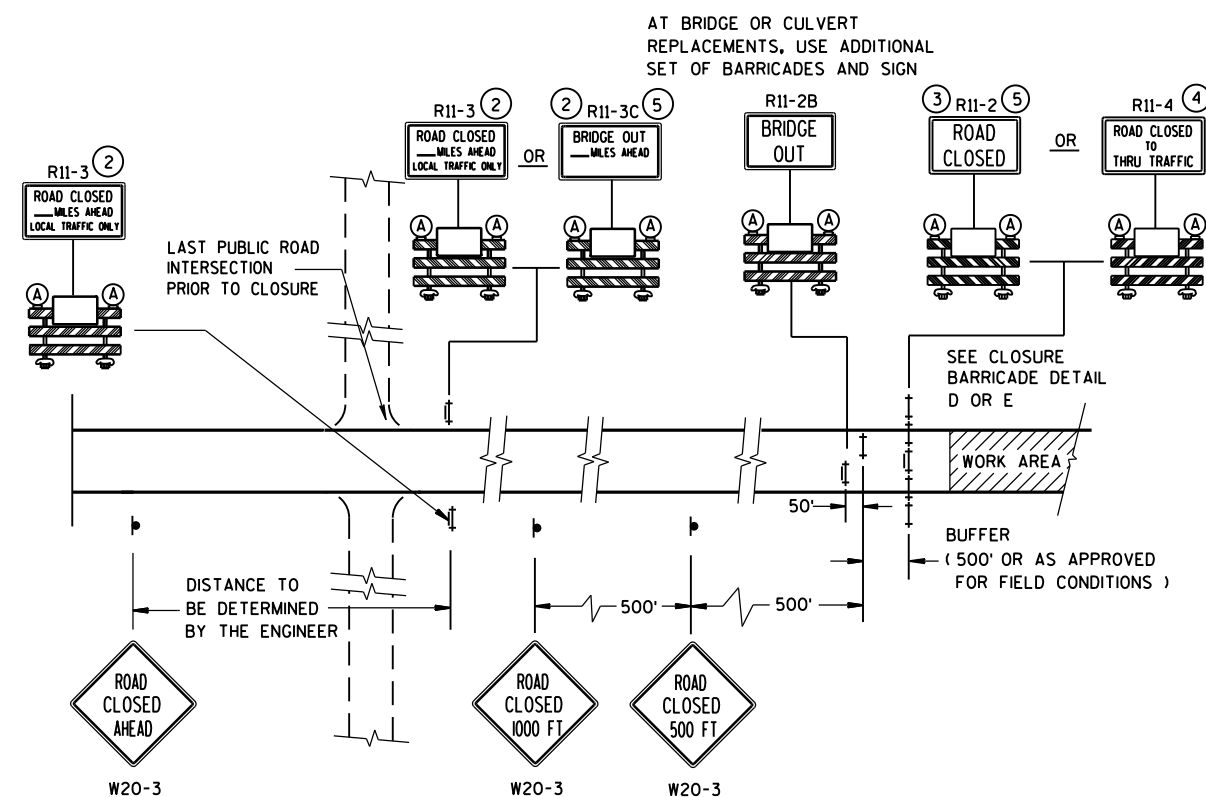 AT BRIDGE OR CULVERT
REPLACEMENTS, USE ADDITIONAL
SET OF BARRICADES AND SIGN
R11-3 2
ROAD CLOSED
___MILES AHEAD
LOCAL TRAFFIC ONLY
A A
R11-3 2
ROAD CLOSED
___MILES AHEAD
LOCAL TRAFFIC ONLY
A A
OR
2 R11-3C 5
BRIDGE OUT
___MILES AHEAD
A A
R11-2B
BRIDGE
OUT
A A
3 R11-2 5
ROAD
CLOSED
A A
OR
R11-4 4
ROAD CLOSED
TO
THRU TRAFFIC
A A
LAST PUBLIC ROAD
INTERSECTION
PRIOR TO CLOSURE
SEE CLOSURE
BARRICADE DETAIL
D OR E
WORK AREA
50'
BUFFER
( 500' OR AS APPROVED
FOR FIELD CONDITIONS )
DISTANCE TO
BE DETERMINED
BY THE ENGINEER
500'
500'
ROAD
CLOSED
AHEAD
W20-3
ROAD
CLOSED
1000 FT
W20-3
ROAD
CLOSED
500 FT
W20-3